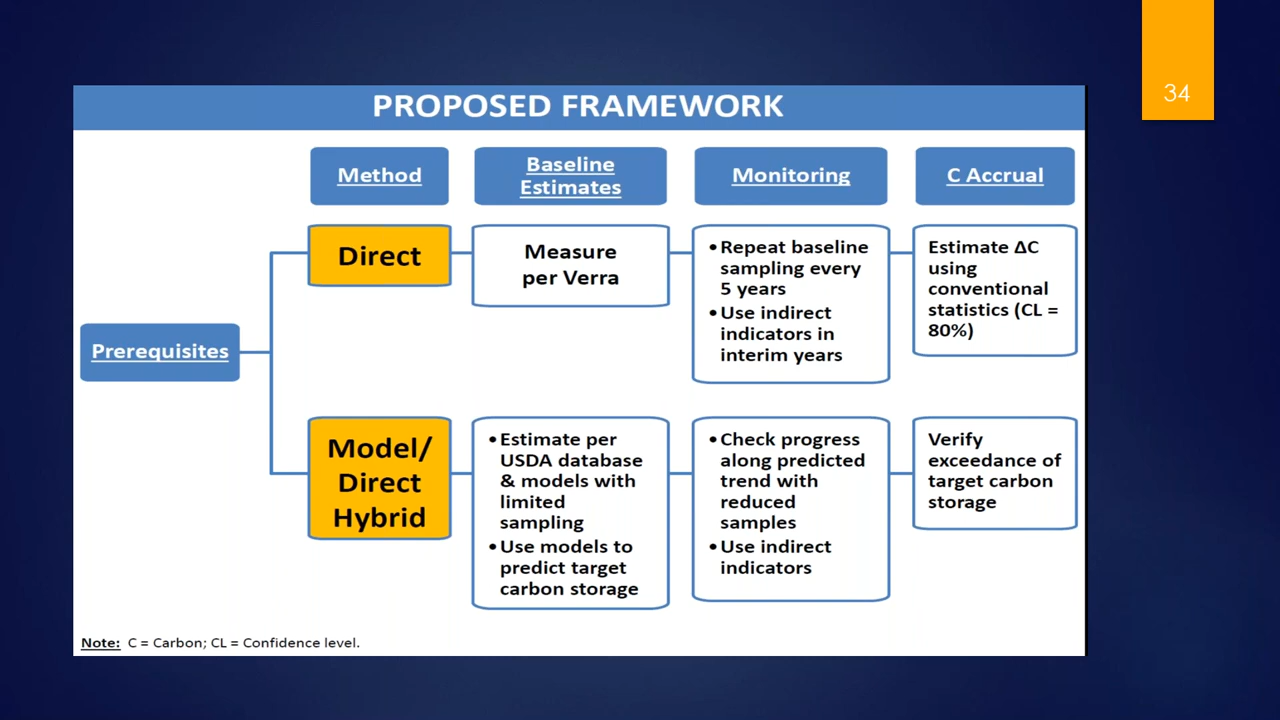 34
PROPOSED FRAMEWORK
Method
Baseline
Estimates
Monitoring
C Accrual
Prerequisites
Direct
Measure
per Verra
•Repeat baseline
sampling every
5 years
•Use indirect
indicators in
interim years
Estimate ΔC
using
conventional
statistics (CL =
80%)
Model/
Direct
Hybrid
•Estimate per
USDA database
& models with
limited
sampling
•Use models to
predict target
carbon storage
•Check progress
along predicted
trend with
reduced
samples
•Use indirect
indicators
Verify
exceedance of
target carbon
storage
Note: C = Carbon; CL = Confidence level.